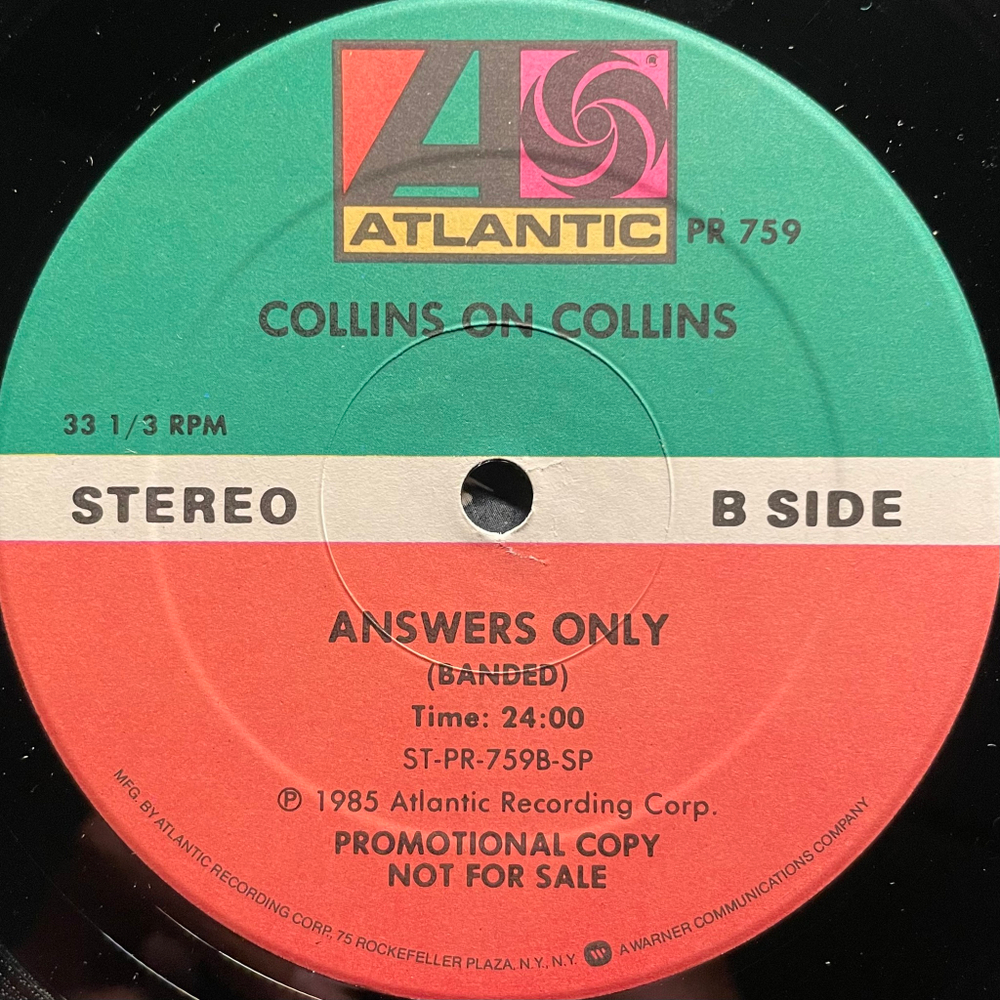 ATLANTIC
PR 759
COLLINS ON COLLINS
33 1/3 RPM
STEREO
B SIDE
ANSWERS ONLY
(BANDED)
Time: 24:00
ST-PR-759B-SP
℗ 1985 Atlantic Recording Corp.
PROMOTIONAL COPY
NOT FOR SALE
MFG. BY ATLANTIC RECORDING CORP., 75 ROCKEFELLER PLAZA, N.Y., N.Y. A WARNER COMMUNICATIONS COMPANY